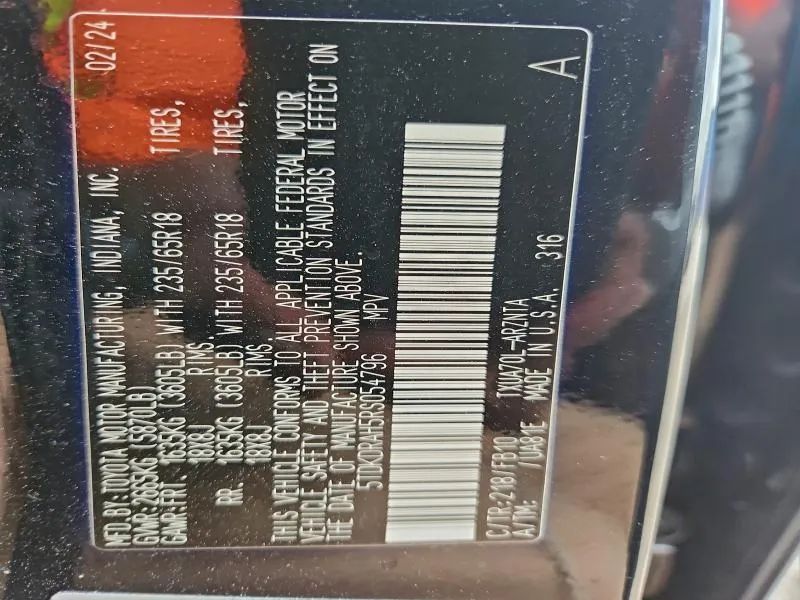 MFD.BY:TOYOTA MOTOR MANUFACTURING, INDIANA, INC. 02/24
GVWR:2665KG (5870LB)
GAWR:FRT. 1635KG (3605LB) WITH 235/65R18 TIRES,
18X8J RIMS.
RR. 1635KG (3605LB) WITH 235/65R18 TIRES,
18X8J RIMS.
THIS VEHICLE CONFORMS TO ALL APPLICABLE FEDERAL MOTOR
VEHICLE SAFETY AND THEFT PREVENTION STANDARDS IN EFFECT ON
THE DATE OF MANUFACTURE SHOWN ABOVE.
5TDKDRAH5RS054796 MPV
C/TR:218/FB10 TXUA70L-ARZNTA
A/TM: /UA81E MADE IN U.S.A. 316 A